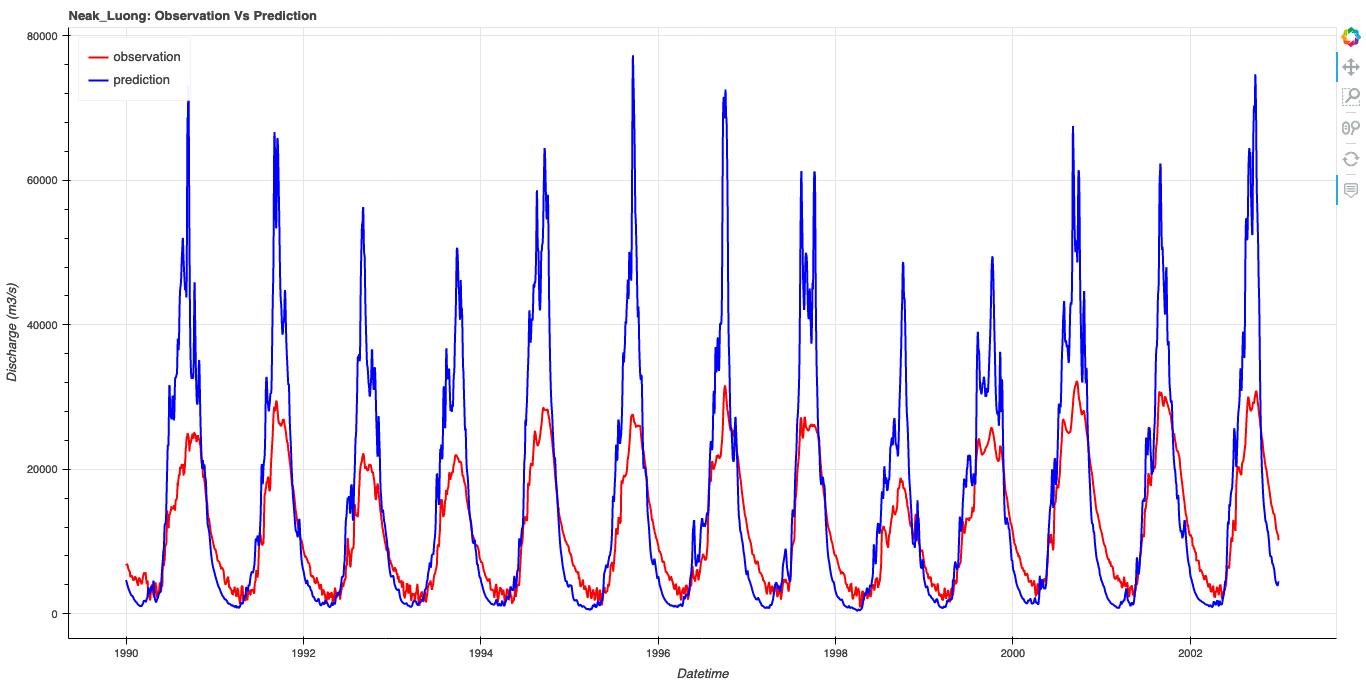 Neak_Luong: Observation Vs Prediction
observation
prediction
80000
60000
40000
20000
0
Discharge (m3/s)
1990 1992 1994 1996 1998 2000 2002
Datetime